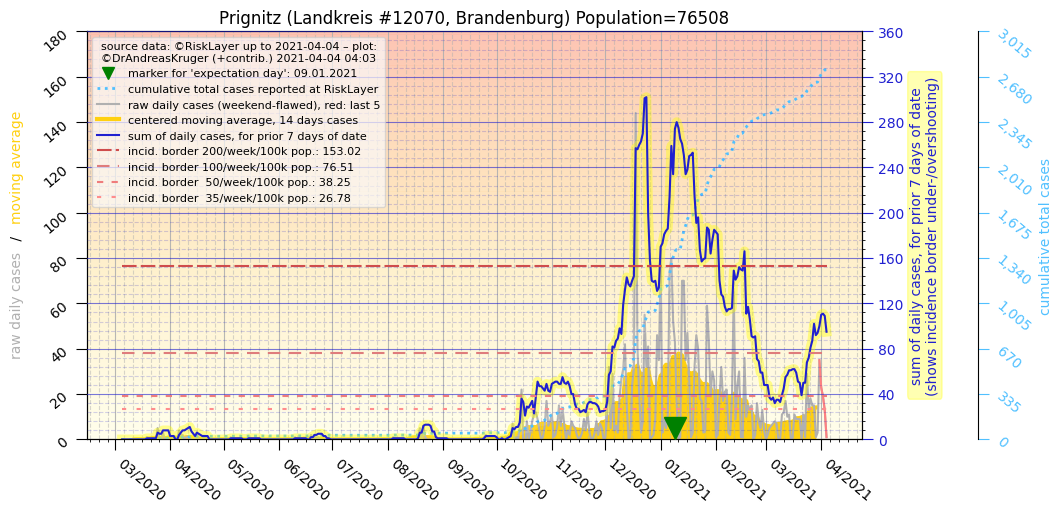 Prignitz (Landkreis #12070, Brandenburg) Population=76508
source data: ©RiskLayer up to 2021-04-04 – plot:
©DrAndreasKruger (+contrib.) 2021-04-04 04:03
marker for 'expectation day': 09.01.2021
cumulative total cases reported at RiskLayer
raw daily cases (weekend-flawed), red: last 5
centered moving average, 14 days cases
sum of daily cases, for prior 7 days of date
incid. border 200/week/100k pop.: 153.02
incid. border 100/week/100k pop.: 76.51
incid. border  50/week/100k pop.: 38.25
incid. border  35/week/100k pop.: 26.78
raw daily cases  /  moving average
180
160
140
120
100
80
60
40
20
0
03/2020
04/2020
05/2020
06/2020
07/2020
08/2020
09/2020
10/2020
11/2020
12/2020
01/2021
02/2021
03/2021
04/2021
360
320
280
240
200
160
120
80
40
0
sum of daily cases, for prior 7 days of date
(shows incidence border under-/overshooting)
3,015
2,680
2,345
2,010
1,675
1,340
1,005
670
335
0
cumulative total cases